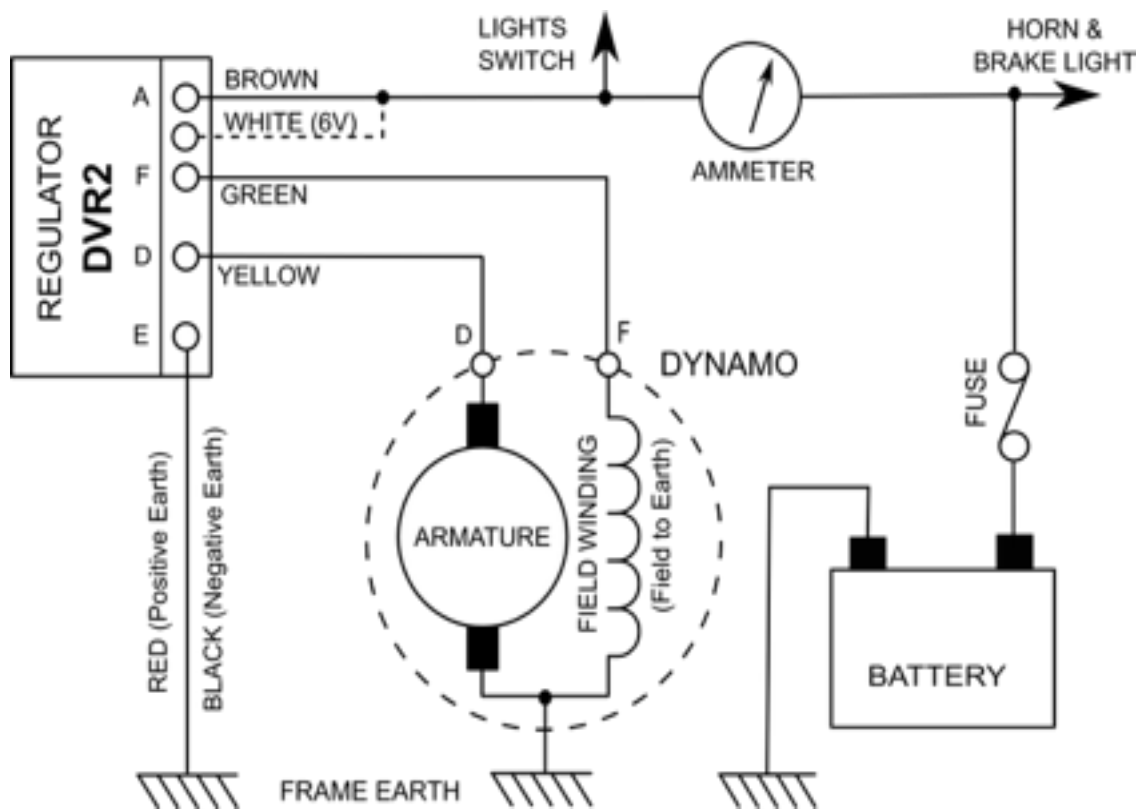 LIGHTS
SWITCH
HORN &
BRAKE LIGHT
REGULATOR
DVR2
A
BROWN
WHITE (6V)
AMMETER
F
GREEN
D
YELLOW
E
D
F
DYNAMO
FUSE
RED (Positive Earth)
BLACK (Negative Earth)
ARMATURE
FIELD WINDING
(Field to Earth)
BATTERY
FRAME EARTH